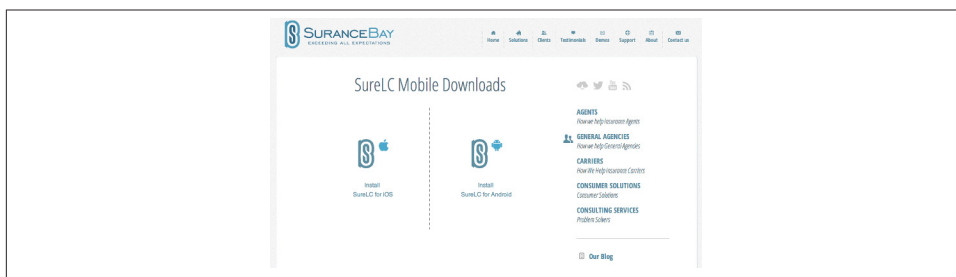 SURANCEBAY
EXCEEDING ALL EXPECTATIONS
Home Solutions Clients Testimonials Demos Support About Contact us
SureLC Mobile Downloads
Install
SureLC for iOS
Install
SureLC for Android
AGENTS
How we help Insurance Agents
GENERAL AGENCIES
How we help General Agencies
CARRIERS
How We Help Insurance Carriers
CONSUMER SOLUTIONS
Consumer Solutions
CONSULTING SERVICES
Problem Solvers
Our Blog